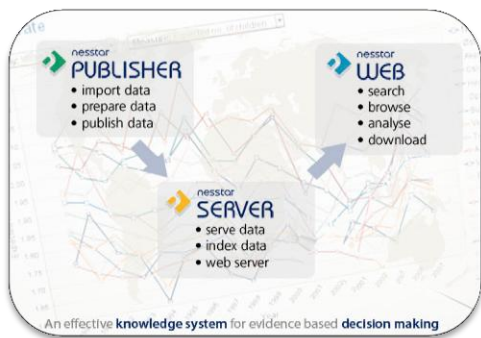 nesstar
PUBLISHER
• import data
• prepare data
• publish data
nesstar
WEB
• search
• browse
• analyse
• download
nesstar
SERVER
• serve data
• index data
• web server
An effective knowledge system for evidence based decision making